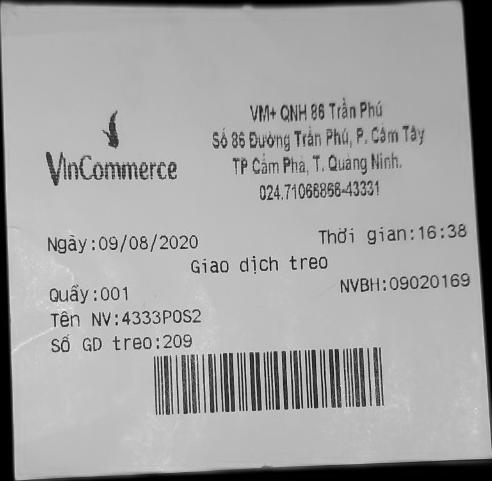 VM+ QNH 86 Trần Phú
Số 86 Đường Trần Phú, P. Cẩm Tây
TP Cẩm Phả, T. Quảng Ninh.
024.71066866-43331
VinCommerce
Ngày:09/08/2020 Thời gian:16:38
Giao dịch treo
Quầy:001 NVBH:09020169
Tên NV:4333POS2
Số GD treo:209